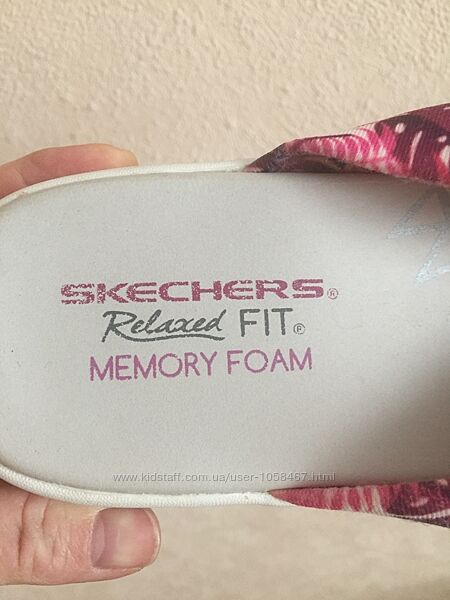 SKECHERS®
Relaxed FIT®
MEMORY FOAM
www.kidstaff.com.ua/user-1058467.html